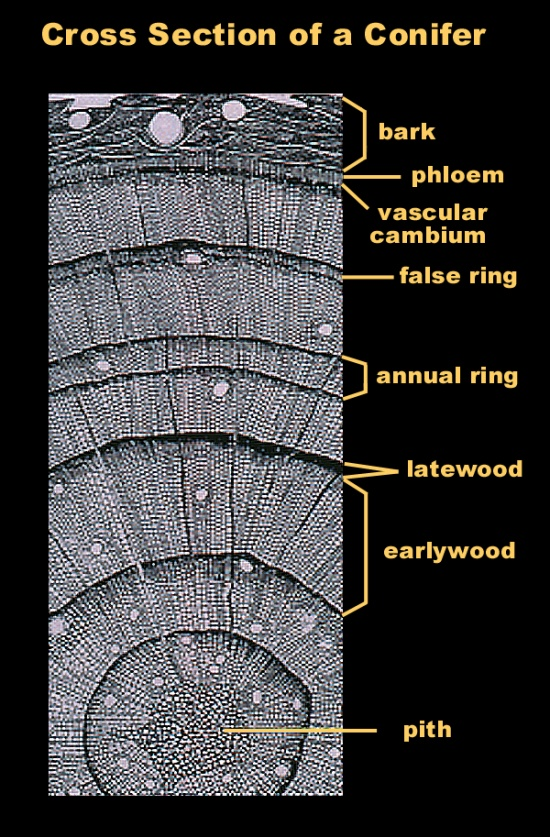 Cross Section of a Conifer
bark
phloem
vascular
cambium
false ring
annual ring
latewood
earlywood
pith